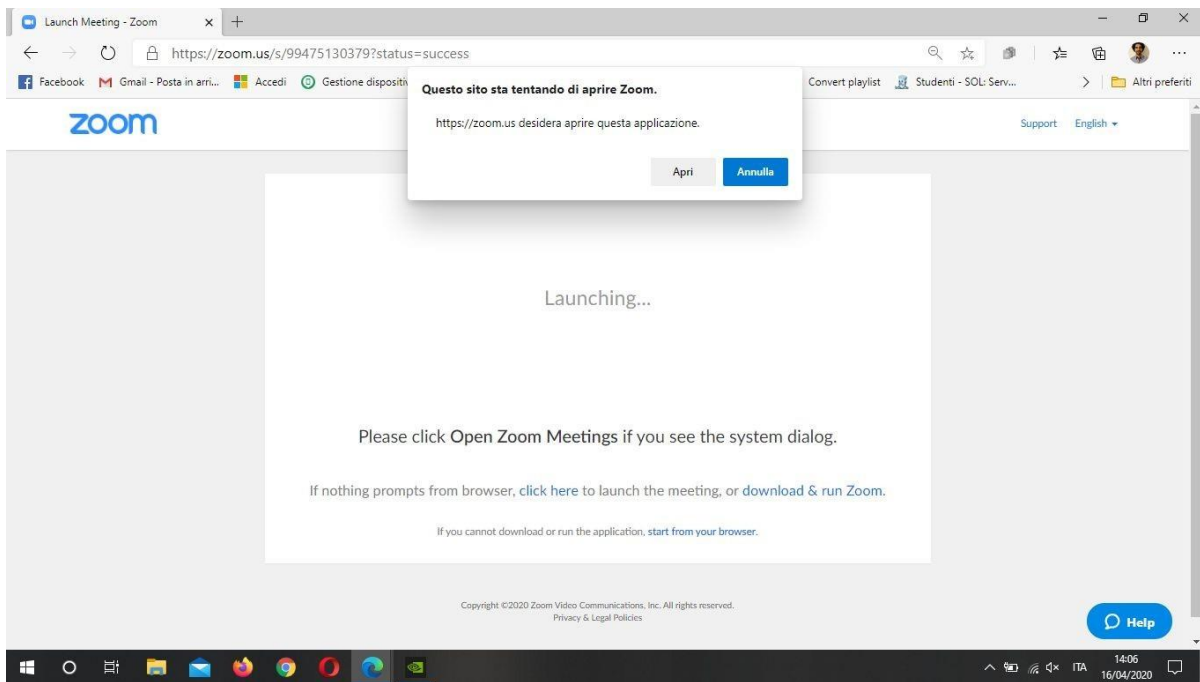 Launch Meeting - Zoom
https://zoom.us/s/99475130379?status=success
Facebook Gmail - Posta in arri... Accedi Gestione dispositiv Convert playlist Studenti - SOL: Serv... Altri preferiti
Questo sito sta tentando di aprire Zoom.
https://zoom.us desidera aprire questa applicazione.
Apri Annulla
zoom
Support English
Launching...
Please click Open Zoom Meetings if you see the system dialog.
If nothing prompts from browser, click here to launch the meeting, or download & run Zoom.
If you cannot download or run the application, start from your browser.
Copyright ©2020 Zoom Video Communications, Inc. All rights reserved.
Privacy & Legal Policies
Help
ITA
14:06
16/04/2020